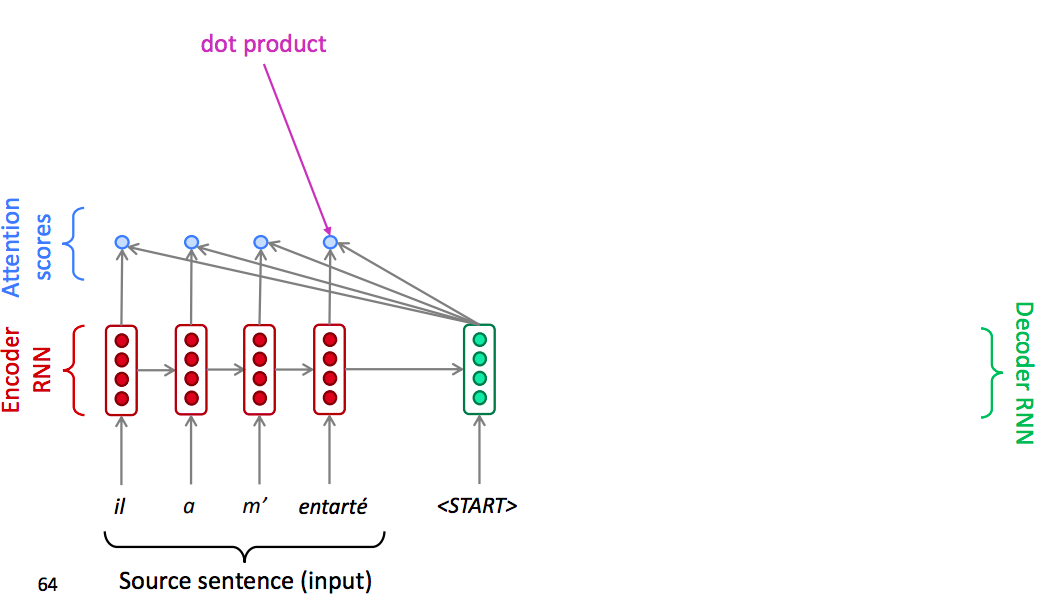 dot product
Attention
scores
Encoder
RNN
Decoder RNN
il
a
m’
entarté
<START>
Source sentence (input)
64